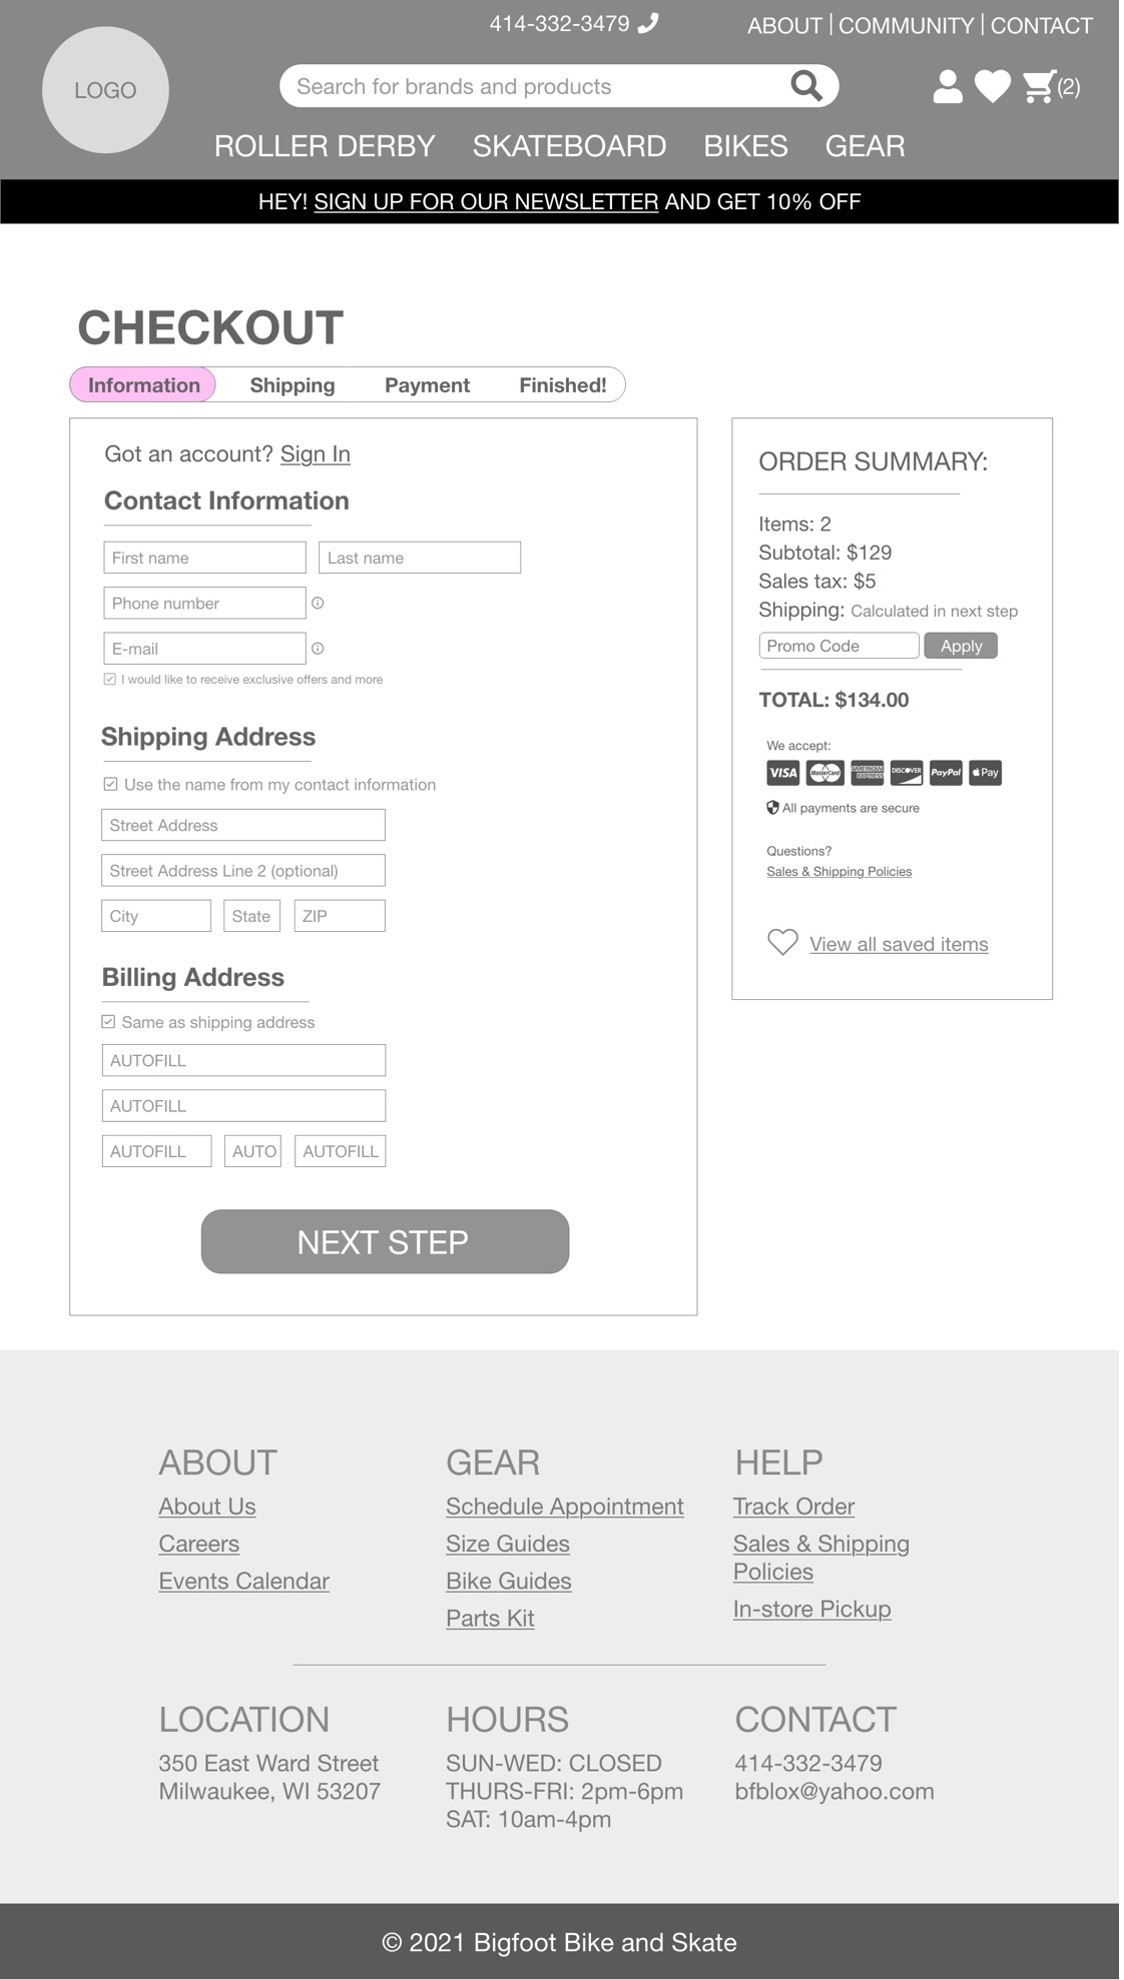 414-332-3479
ABOUT | COMMUNITY | CONTACT
LOGO
Search for brands and products
(2)
ROLLER DERBY SKATEBOARD BIKES GEAR
HEY! SIGN UP FOR OUR NEWSLETTER AND GET 10% OFF
CHECKOUT
Information Shipping Payment Finished!
Got an account? Sign In
Contact Information
First name Last name
Phone number
E-mail
I would like to receive exclusive offers and more
Shipping Address
Use the name from my contact information
Street Address
Street Address Line 2 (optional)
City State ZIP
Billing Address
Same as shipping address
AUTOFILL
AUTOFILL
AUTOFILL AUTO AUTOFILL
NEXT STEP
ORDER SUMMARY:
Items: 2
Subtotal: $129
Sales tax: $5
Shipping: Calculated in next step
Promo Code Apply
TOTAL: $134.00
We accept:
VISA MasterCard AMERICAN EXPRESS DISCOVER PayPal Pay
All payments are secure
Questions?
Sales & Shipping Policies
View all saved items
ABOUT
About Us
Careers
Events Calendar
GEAR
Schedule Appointment
Size Guides
Bike Guides
Parts Kit
HELP
Track Order
Sales & Shipping
Policies
In-store Pickup
LOCATION
350 East Ward Street
Milwaukee, WI 53207
HOURS
SUN-WED: CLOSED
THURS-FRI: 2pm-6pm
SAT: 10am-4pm
CONTACT
414-332-3479
bfblox@yahoo.com
© 2021 Bigfoot Bike and Skate